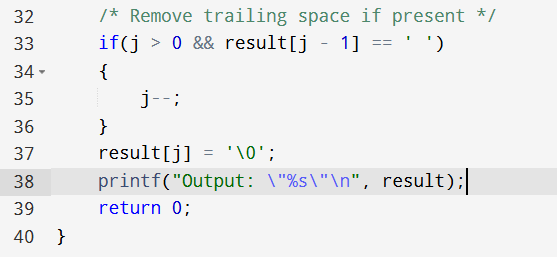 32 /* Remove trailing space if present */
33 if(j > 0 && result[j - 1] == ' ')
34 {
35 j--;
36 }
37 result[j] = '\0';
38 printf("Output: \"%s\"\n", result);
39 return 0;
40 }